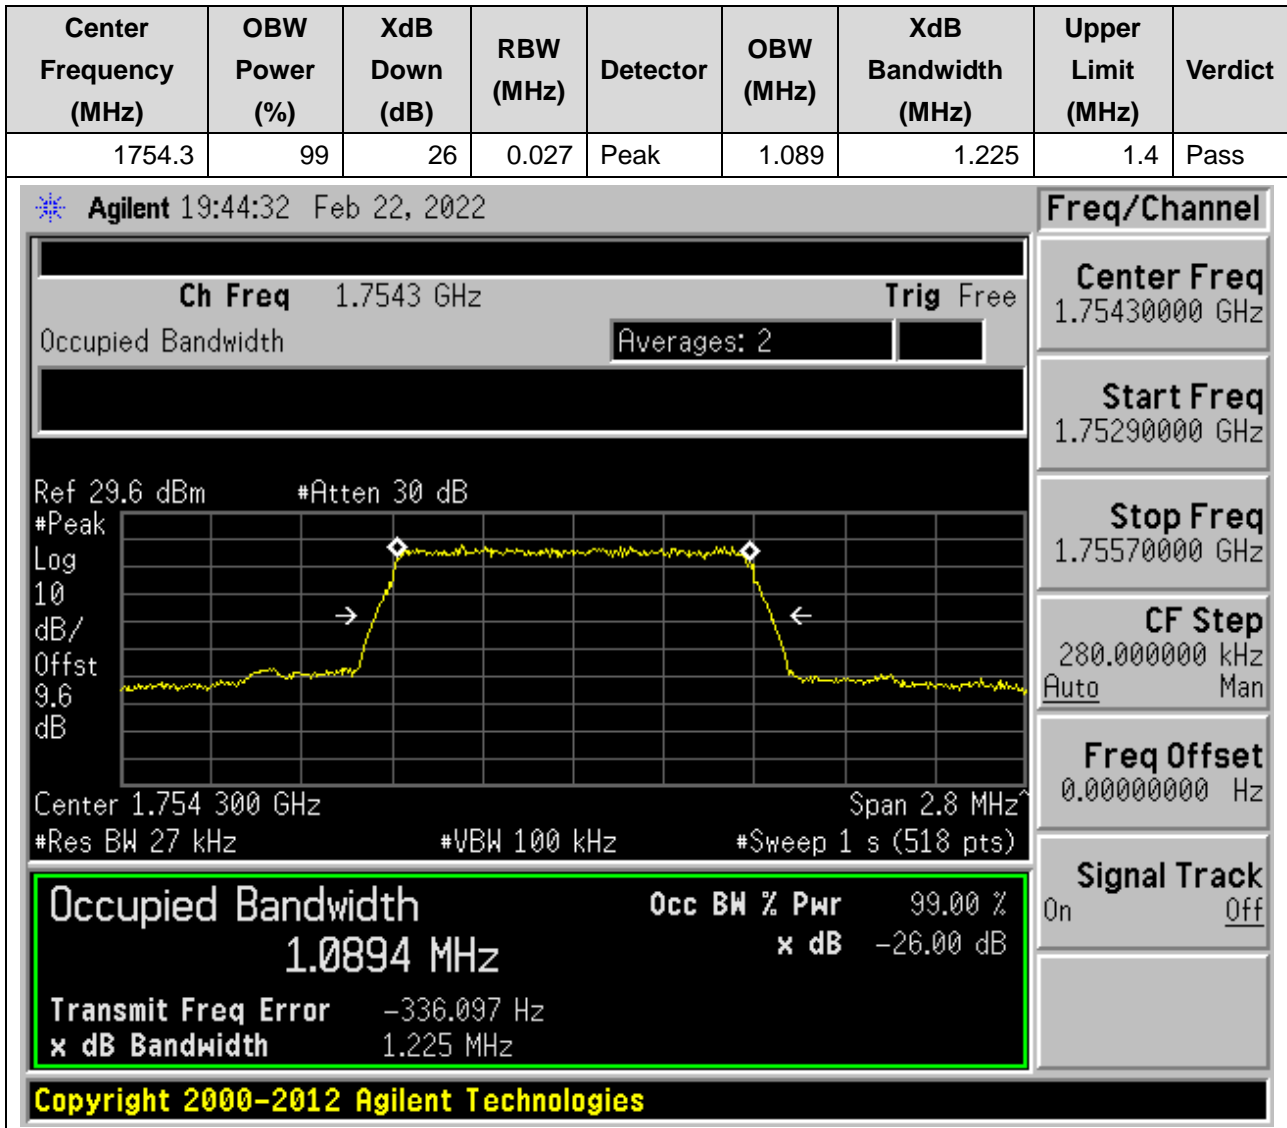 Center Frequency (MHz) OBW Power (%) XdB Down (dB) RBW (MHz) Detector OBW (MHz) XdB Bandwidth (MHz) Upper Limit (MHz) Verdict
1754.3 99 26 0.027 Peak 1.089 1.225 1.4 Pass
Agilent 19:44:32 Feb 22, 2022
Freq/Channel
Ch Freq 1.7543 GHz Trig Free
Occupied Bandwidth Averages: 2
Center Freq
1.75430000 GHz
Start Freq
1.75290000 GHz
Stop Freq
1.75570000 GHz
CF Step
280.000000 kHz
Auto Man
Freq Offset
0.00000000 Hz
Signal Track
On Off
Ref 29.6 dBm #Atten 30 dB
#Peak
Log
10
dB/
Offst
9.6
dB
Center 1.754 300 GHz Span 2.8 MHz^
#Res BW 27 kHz #VBW 100 kHz #Sweep 1 s (518 pts)
Occupied Bandwidth Occ BW % Pwr 99.00 %
1.0894 MHz x dB -26.00 dB
Transmit Freq Error -336.097 Hz
x dB Bandwidth 1.225 MHz
Copyright 2000-2012 Agilent Technologies